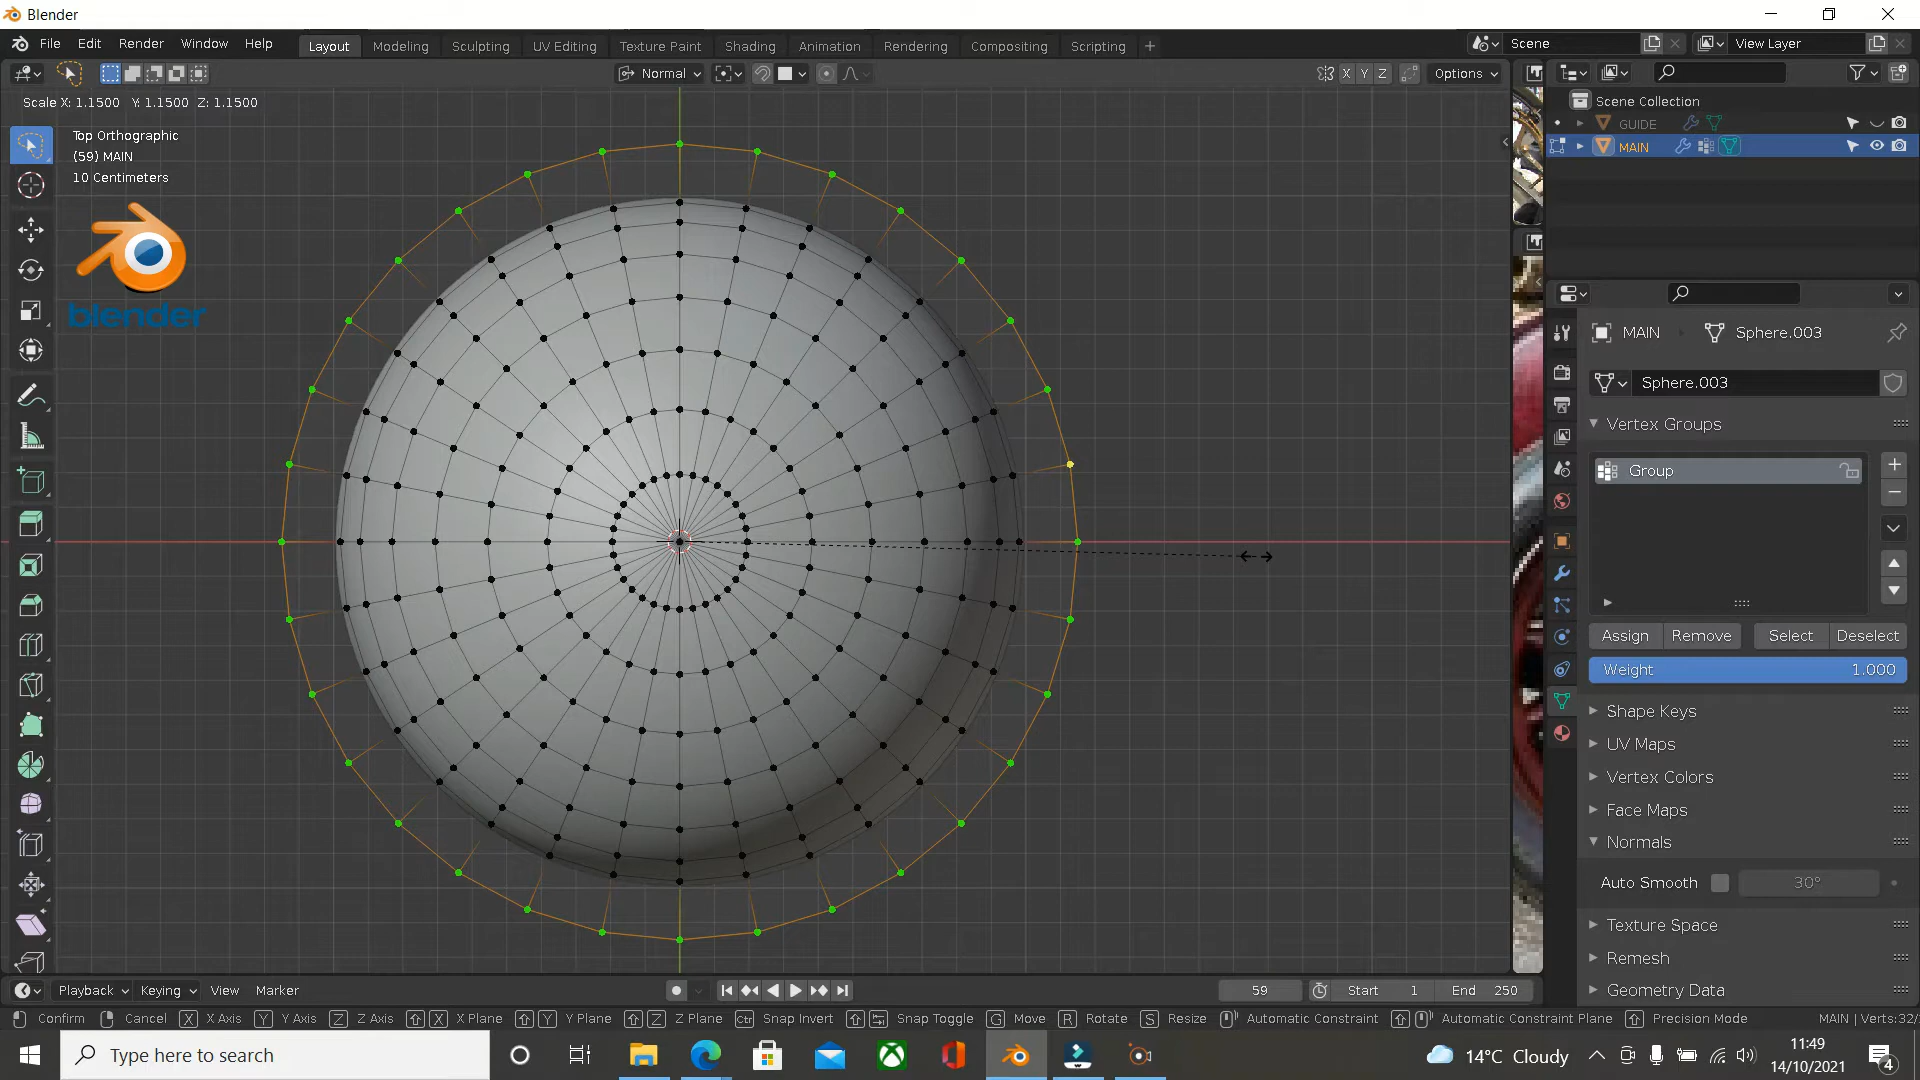 Blender
File Edit Render Window Help Layout Modeling Sculpting UV Editing Texture Paint Shading Animation Rendering Compositing Scripting + Scene View Layer
Normal X Y Z Options
Scale X: 1.1500 Y: 1.1500 Z: 1.1500
Top Orthographic
(59) MAIN
10 Centimeters
blender
Scene Collection
GUIDE
MAIN
MAIN Sphere.003
Sphere.003
Vertex Groups
Group
Assign Remove Select Deselect
Weight 1.000
Shape Keys
UV Maps
Vertex Colors
Face Maps
Normals
Auto Smooth 30°
Texture Space
Remesh
Geometry Data
Playback Keying View Marker 59 Start 1 End 250
Confirm Cancel X X Axis Y Y Axis Z Z Axis X X Plane Y Y Plane Z Z Plane Ctrl Snap Invert Snap Toggle G Move R Rotate S Resize Automatic Constraint Automatic Constraint Plane Precision Mode MAIN | Verts:32/
Type here to search 14°C Cloudy 11:49
14/10/2021
4